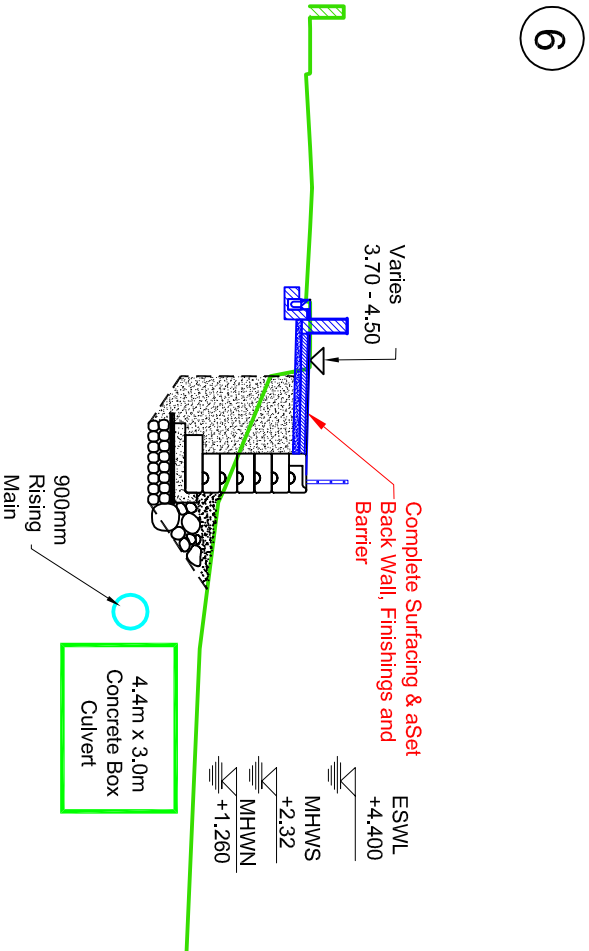 6
Varies
3.70 - 4.50
Complete Surfacing & aSet
Back Wall, Finishings and
Barrier
ESWL
+4.400
MHWS
+2.32
MHWN
+1.260
900mm
Rising
Main
4.4m x 3.0m
Concrete Box
Culvert